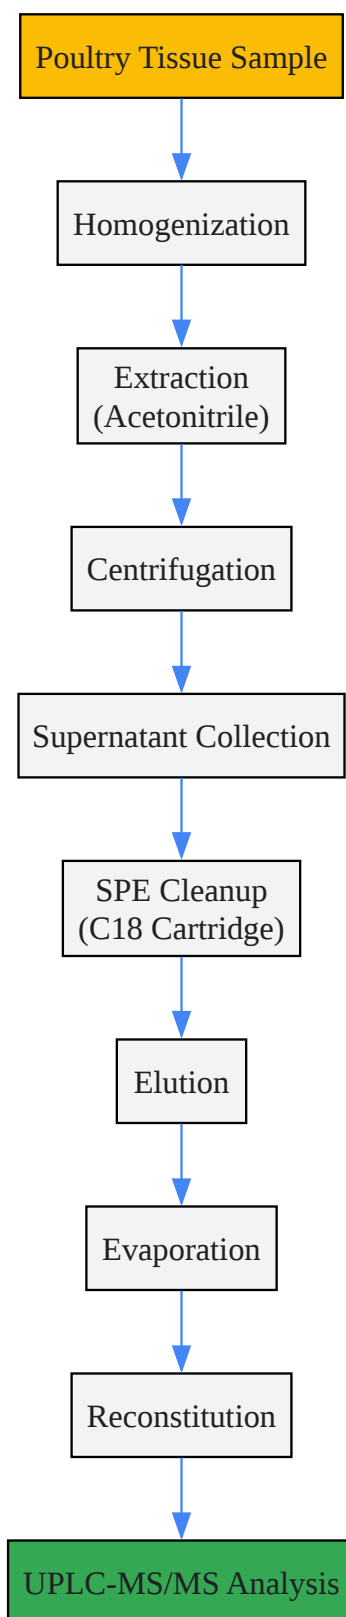 Poultry Tissue Sample
Homogenization
Extraction
(Acetonitrile)
Centrifugation
Supernatant Collection
SPE Cleanup
(C18 Cartridge)
Elution
Evaporation
Reconstitution
UPLC-MS/MS Analysis